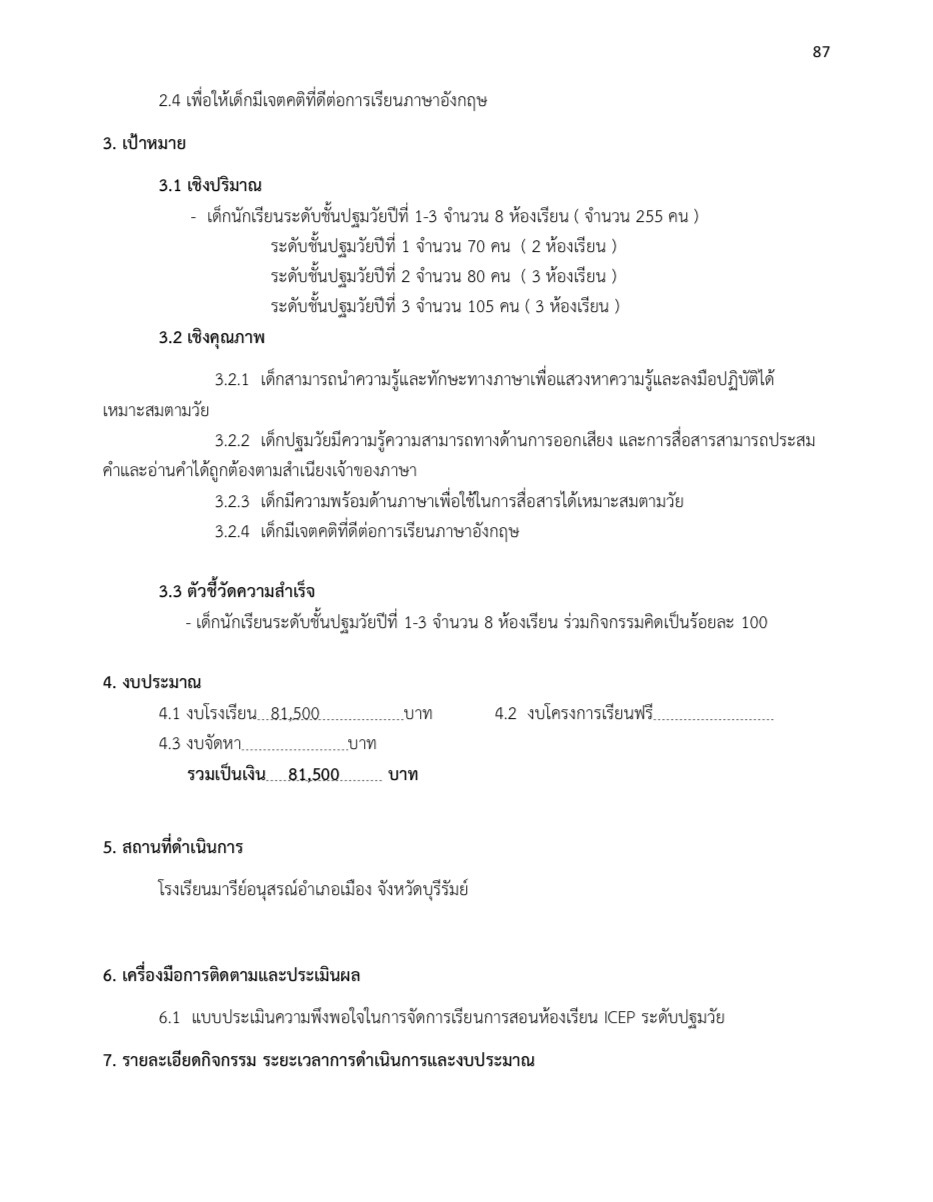 87
2.4 เพื่อให้เด็กมีเจตคติที่ดีต่อการเรียนภาษาอังกฤษ
3. เป้าหมาย
3.1 เชิงปริมาณ
- เด็กนักเรียนระดับชั้นปฐมวัยปีที่ 1-3 จำนวน 8 ห้องเรียน ( จำนวน 255 คน )
ระดับชั้นปฐมวัยปีที่ 1 จำนวน 70 คน ( 2 ห้องเรียน )
ระดับชั้นปฐมวัยปีที่ 2 จำนวน 80 คน ( 3 ห้องเรียน )
ระดับชั้นปฐมวัยปีที่ 3 จำนวน 105 คน ( 3 ห้องเรียน )
3.2 เชิงคุณภาพ
3.2.1 เด็กสามารถนำความรู้และทักษะทางภาษาเพื่อแสวงหาความรู้และลงมือปฏิบัติได้
เหมาะสมตามวัย
3.2.2 เด็กปฐมวัยมีความรู้ความสามารถทางด้านการออกเสียง และการสื่อสารสามารถประสม
คำและอ่านคำได้ถูกต้องตามสำเนียงเจ้าของภาษา
3.2.3 เด็กมีความพร้อมด้านภาษาเพื่อใช้ในการสื่อสารได้เหมาะสมตามวัย
3.2.4 เด็กมีเจตคติที่ดีต่อการเรียนภาษาอังกฤษ
3.3 ตัวชี้วัดความสำเร็จ
- เด็กนักเรียนระดับชั้นปฐมวัยปีที่ 1-3 จำนวน 8 ห้องเรียน ร่วมกิจกรรมคิดเป็นร้อยละ 100
4. งบประมาณ
4.1 งบโรงเรียน...81,500....................บาท 4.2 งบโครงการเรียนฟรี............................
4.3 งบจัดหา.........................บาท
รวมเป็นเงิน.....81,500.......... บาท
5. สถานที่ดำเนินการ
โรงเรียนมารีย์อนุสรณ์อำเภอเมือง จังหวัดบุรีรัมย์
6. เครื่องมือการติดตามและประเมินผล
6.1 แบบประเมินความพึงพอใจในการจัดการเรียนการสอนห้องเรียน ICEP ระดับปฐมวัย
7. รายละเอียดกิจกรรม ระยะเวลาการดำเนินการและงบประมาณ